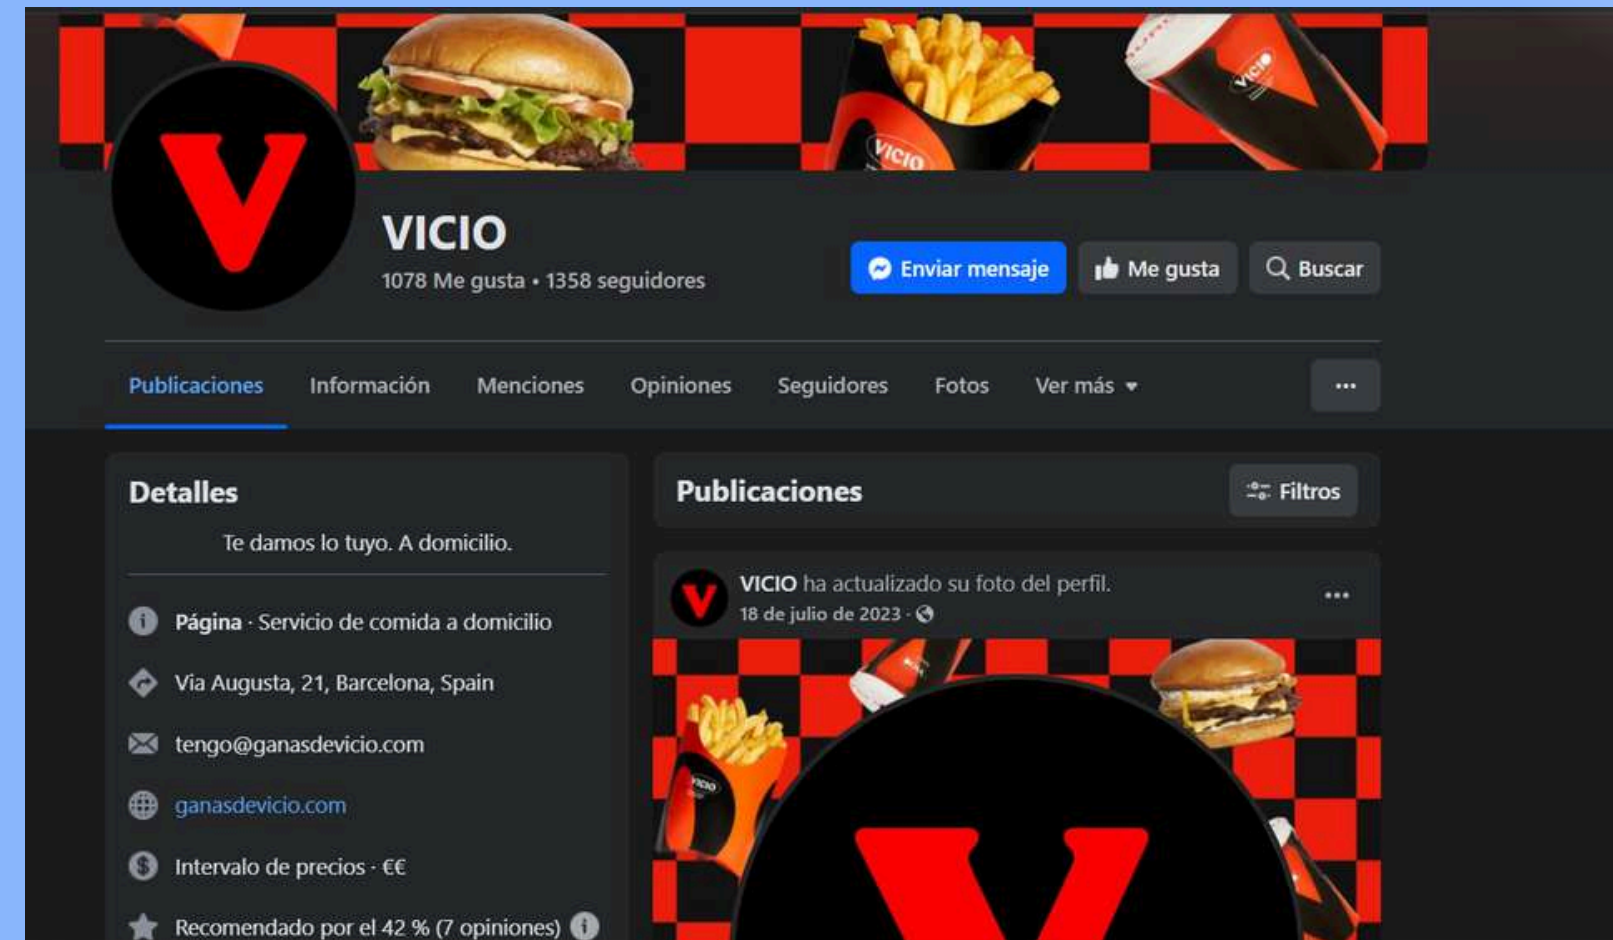 VICIO
VICIO
V
VICIO
1078 Me gusta • 1358 seguidores
Enviar mensaje
Me gusta
Buscar
Publicaciones
Información
Menciones
Opiniones
Seguidores
Fotos
Ver más
Detalles
Te damos lo tuyo. A domicilio.
Página · Servicio de comida a domicilio
Via Augusta, 21, Barcelona, Spain
tengo@ganasdevicio.com
ganasdevicio.com
Intervalo de precios · €€
Recomendado por el 42 % (7 opiniones)
Publicaciones
Filtros
V
VICIO ha actualizado su foto del perfil.
18 de julio de 2023 ·
VICIO
V